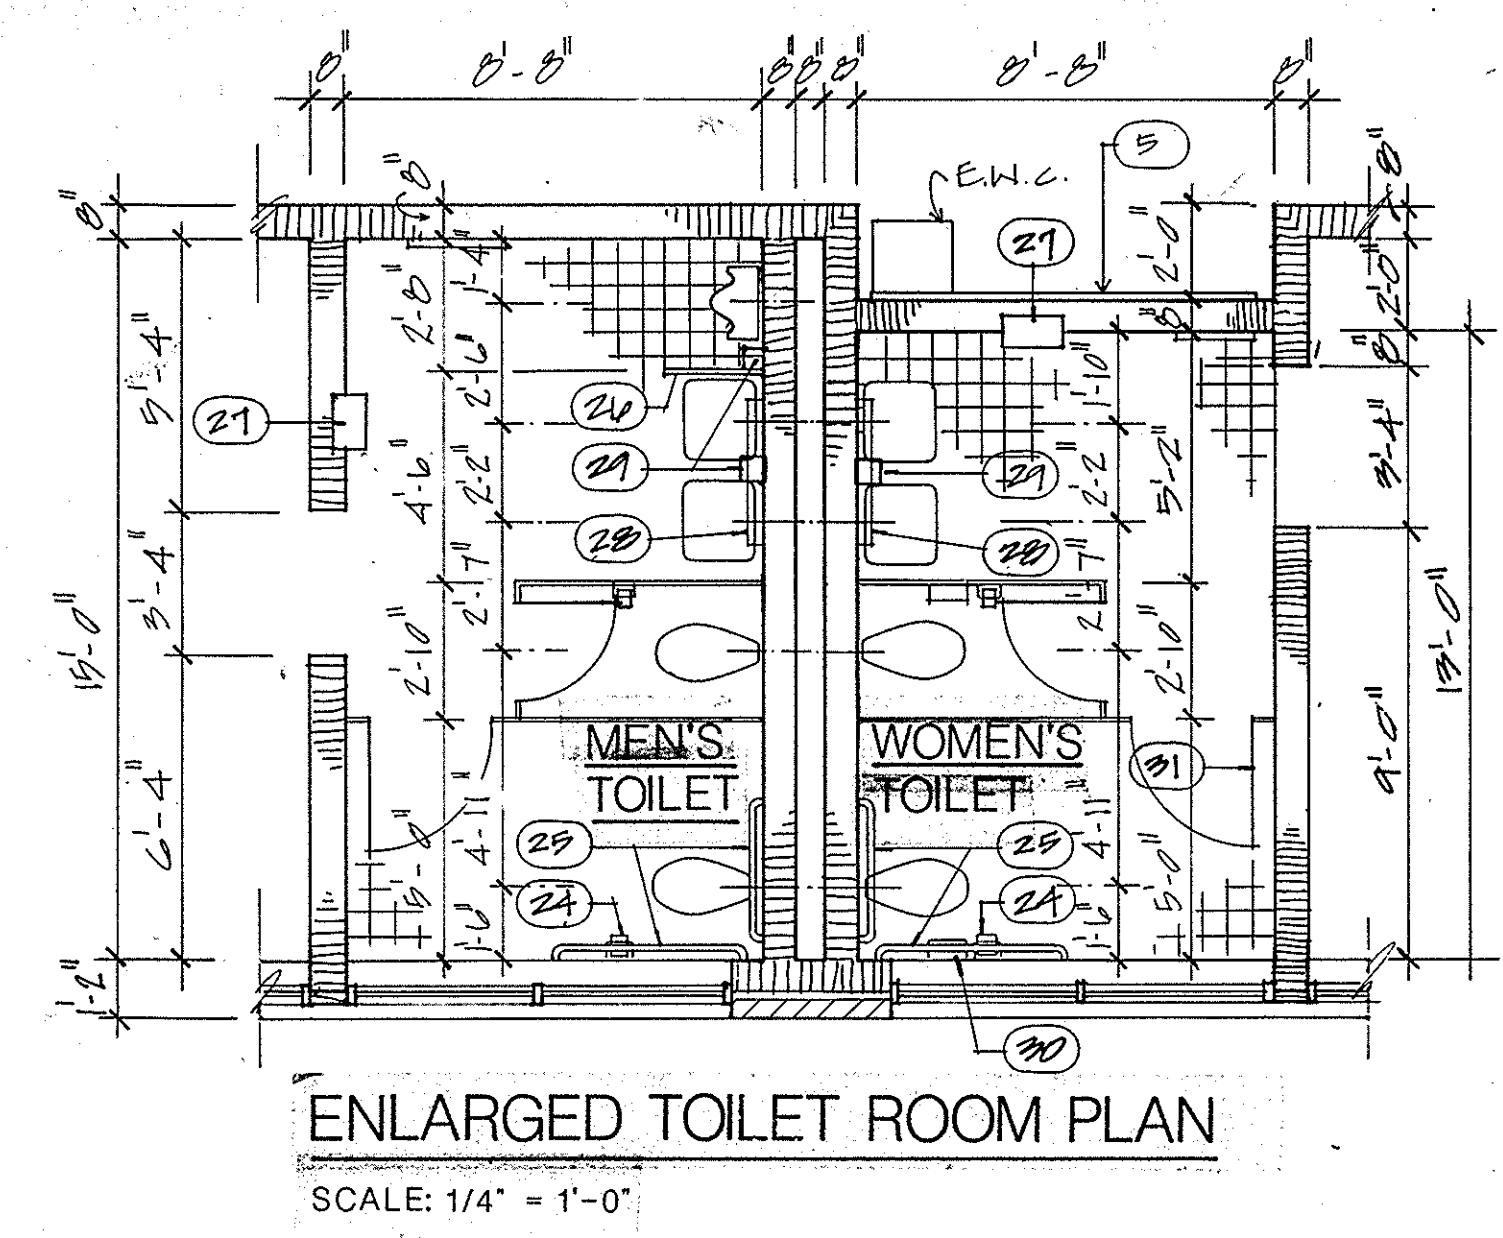 8" 8'-8" 8" 8" 8" 8'-8" 8"
5
E.W.C.
8" 8" 2'-0" 8"
27
1'-4" 2'-8" 2'-0"
5'-4" 2'-6" 8" 8"
26 1'-10"
27
29 29
4'-6" 2'-2" 2'-2" 5'-2" 3'-4"
28 28
3'-4" 2'-7" 2'-7"
15'-0" 13'-0"
2'-10" 2'-10"
MEN'S WOMEN'S
TOILET TOILET
31
6'-4" 9'-0"
5'-0" 4'-11" 4'-11" 5'-0"
25 25
24 24
1'-6" 1'-6"
1'-2"
30
ENLARGED TOILET ROOM PLAN
SCALE: 1/4" = 1'-0"